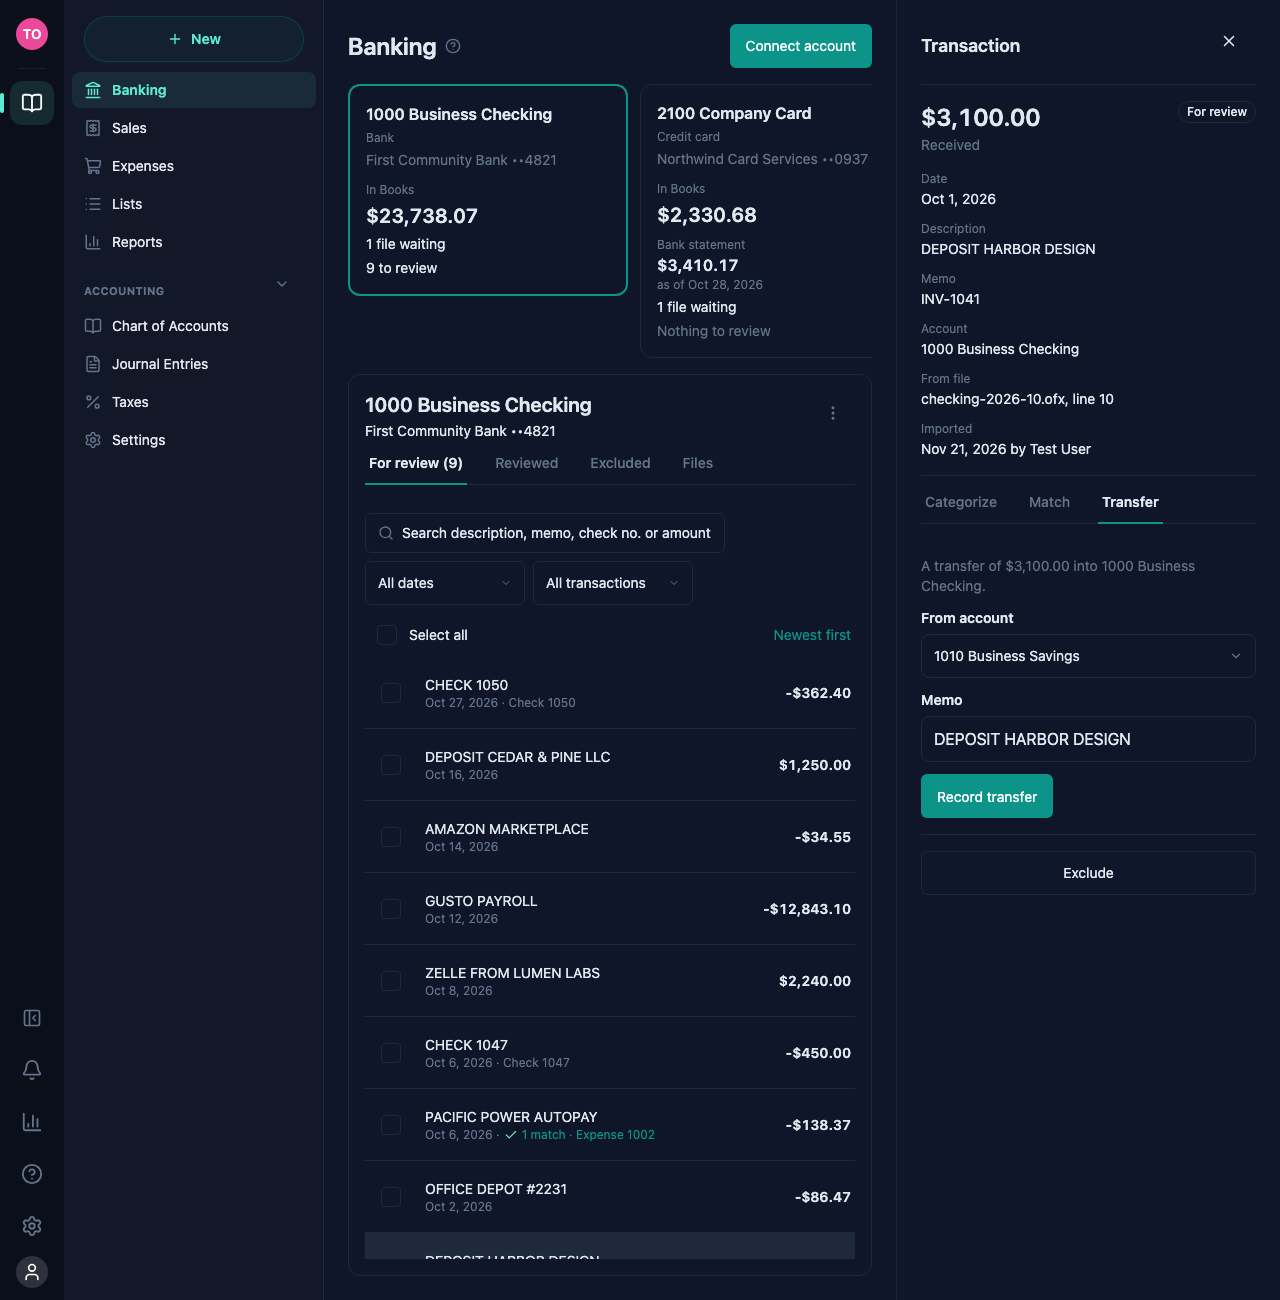 TO
New
Banking
Sales
Expenses
Lists
Reports
ACCOUNTING
Chart of Accounts
Journal Entries
Taxes
Settings
Banking
Connect account
1000 Business Checking
Bank
First Community Bank ••4821
In Books
$23,738.07
1 file waiting
9 to review
2100 Company Card
Credit card
Northwind Card Services ••0937
In Books
$2,330.68
Bank statement
$3,410.17
as of Oct 28, 2026
1 file waiting
Nothing to review
1000 Business Checking
First Community Bank ••4821
For review (9)
Reviewed
Excluded
Files
Search description, memo, check no. or amount
All dates
All transactions
Select all
Newest first
CHECK 1050
Oct 27, 2026 · Check 1050
-$362.40
DEPOSIT CEDAR & PINE LLC
Oct 16, 2026
$1,250.00
AMAZON MARKETPLACE
Oct 14, 2026
-$34.55
GUSTO PAYROLL
Oct 12, 2026
-$12,843.10
ZELLE FROM LUMEN LABS
Oct 8, 2026
$2,240.00
CHECK 1047
Oct 6, 2026 · Check 1047
-$450.00
PACIFIC POWER AUTOPAY
Oct 6, 2026 · 1 match · Expense 1002
-$138.37
OFFICE DEPOT #2231
Oct 2, 2026
-$86.47
DEPOSIT HARBOR DESIGN
Transaction
$3,100.00
For review
Received
Date
Oct 1, 2026
Description
DEPOSIT HARBOR DESIGN
Memo
INV-1041
Account
1000 Business Checking
From file
checking-2026-10.ofx, line 10
Imported
Nov 21, 2026 by Test User
Categorize
Match
Transfer
A transfer of $3,100.00 into 1000 Business
Checking.
From account
1010 Business Savings
Memo
DEPOSIT HARBOR DESIGN
Record transfer
Exclude